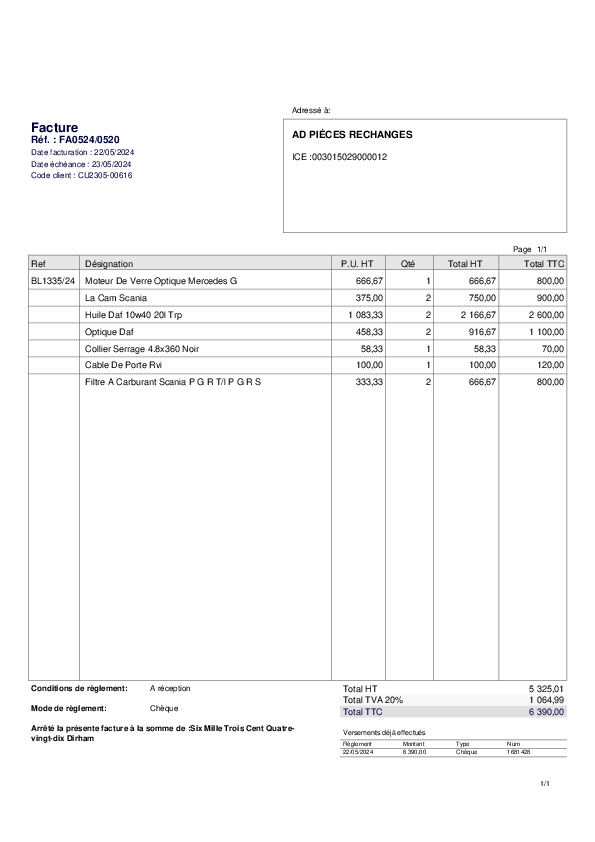 Adressé à:
Facture
Réf. : FA0524/0520
Date facturation : 22/05/2024
Date échéance : 23/05/2024
Code client : CU2305-00616
AD PIÉCES RECHANGES
ICE :003015029000012
Page 1/1
Ref Désignation P.U. HT Qté Total HT Total TTC
BL1335/24 Moteur De Verre Optique Mercedes G 666,67 1 666,67 800,00
La Cam Scania 375,00 2 750,00 900,00
Huile Daf 10w40 20l Trp 1 083,33 2 2 166,67 2 600,00
Optique Daf 458,33 2 916,67 1 100,00
Collier Serrage 4.8x360 Noir 58,33 1 58,33 70,00
Cable De Porte Rvi 100,00 1 100,00 120,00
Filtre A Carburant Scania P G R T/I P G R S 333,33 2 666,67 800,00
Conditions de règlement: A réception
Mode de règlement: Chèque
Arrêté la présente facture à la somme de :Six Mille Trois Cent Quatre-
vingt-dix Dirham
Total HT 5 325,01
Total TVA 20% 1 064,99
Total TTC 6 390,00
Versements déjà effectués
Règlement Montant Type Num
22/05/2024 6 390,00 Chèque 1681428
1/1